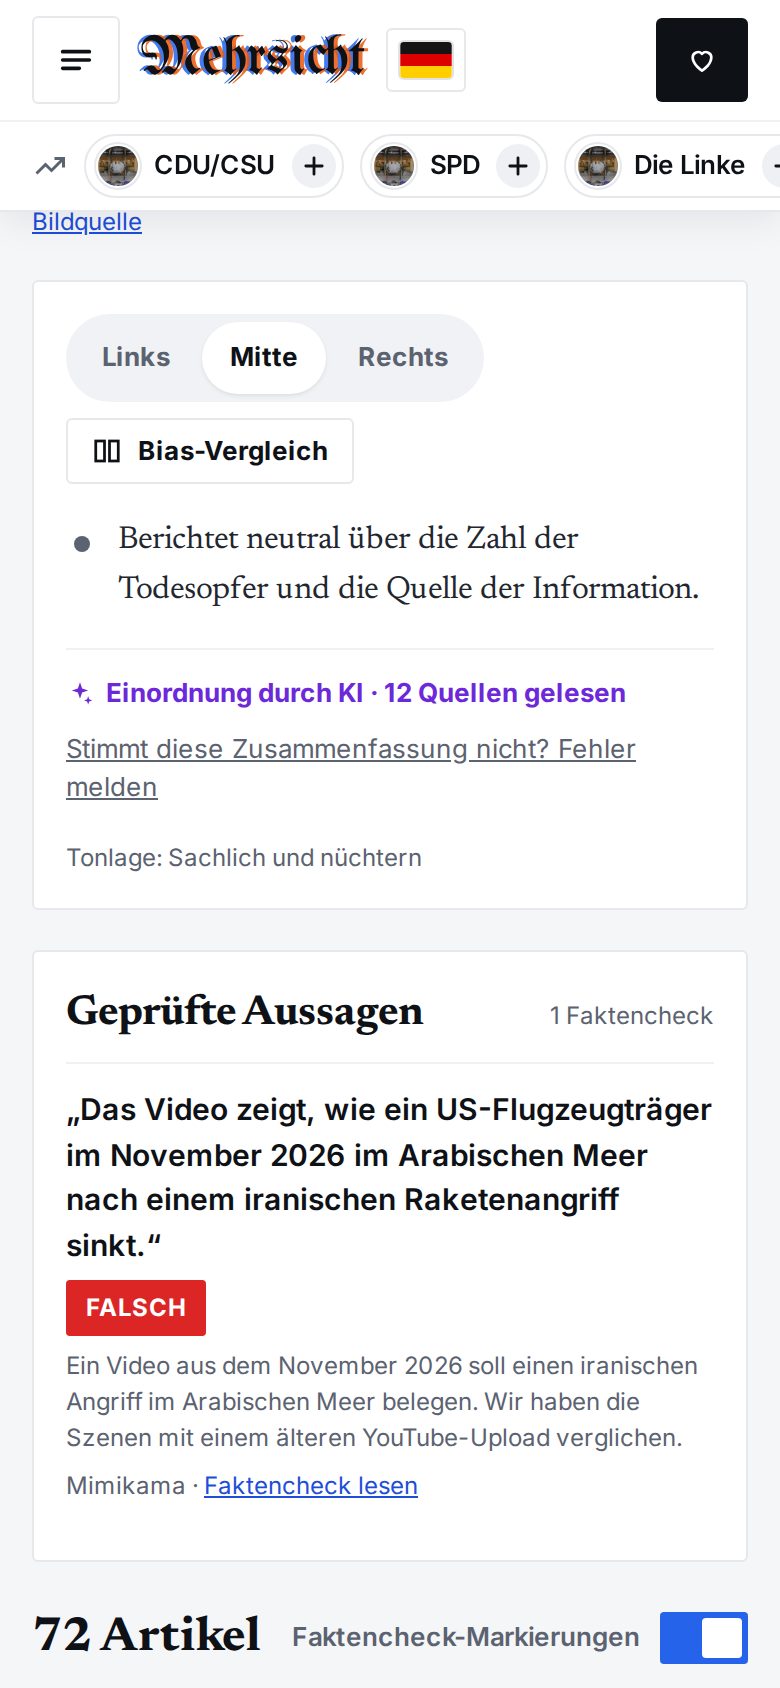 Mehrsicht
CDU/CSU
SPD
Die Linke
Bildquelle
Links
Mitte
Rechts
Bias-Vergleich
Berichtet neutral über die Zahl der
Todesopfer und die Quelle der Information.
Einordnung durch KI · 12 Quellen gelesen
Stimmt diese Zusammenfassung nicht? Fehler
melden
Tonlage: Sachlich und nüchtern
Geprüfte Aussagen
1 Faktencheck
„Das Video zeigt, wie ein US-Flugzeugträger
im November 2026 im Arabischen Meer
nach einem iranischen Raketenangriff
sinkt.“
FALSCH
Ein Video aus dem November 2026 soll einen iranischen
Angriff im Arabischen Meer belegen. Wir haben die
Szenen mit einem älteren YouTube-Upload verglichen.
Mimikama · Faktencheck lesen
72 Artikel
Faktencheck-Markierungen